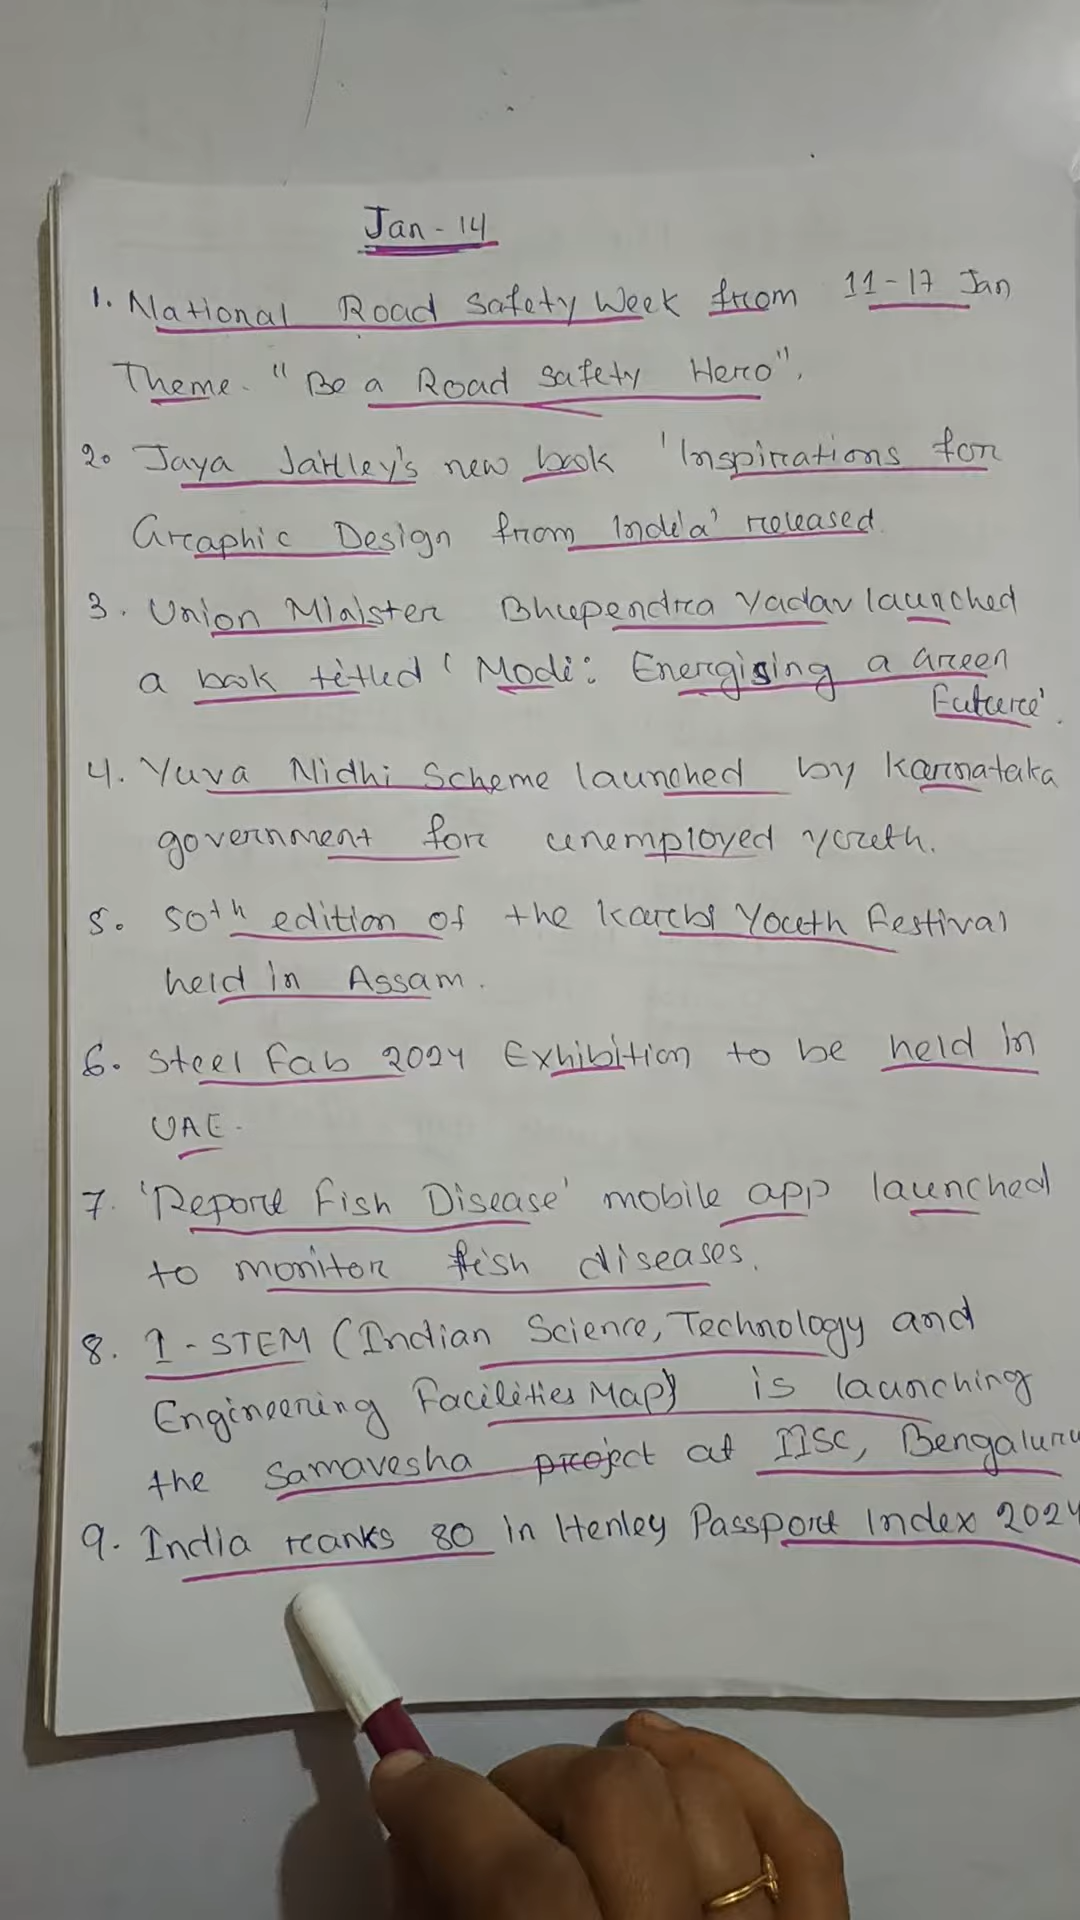 Jan - 14
1. National Road Safety Week from 11-17 Jan
Theme - "Be a Road Safety Hero".
2. Jaya Jaitley's new book 'Inspirations for
Graphic Design from India' released.
3. Union Minister Bhupendra Yadav launched
a book titled 'Modi: Energising a Green
Future'.
4. Yuva Nidhi Scheme launched by Karnataka
government for unemployed youth.
5. 50th edition of the Karbi Youth Festival
held in Assam.
6. Steel Fab 2024 Exhibition to be held in
UAE.
7. 'Report Fish Disease' mobile app launched
to monitor fish diseases.
8. I-STEM (Indian Science, Technology and
Engineering Facilities Map) is launching
the Samavesha project at IISc, Bengaluru
9. India ranks 80 in Henley Passport Index 2024